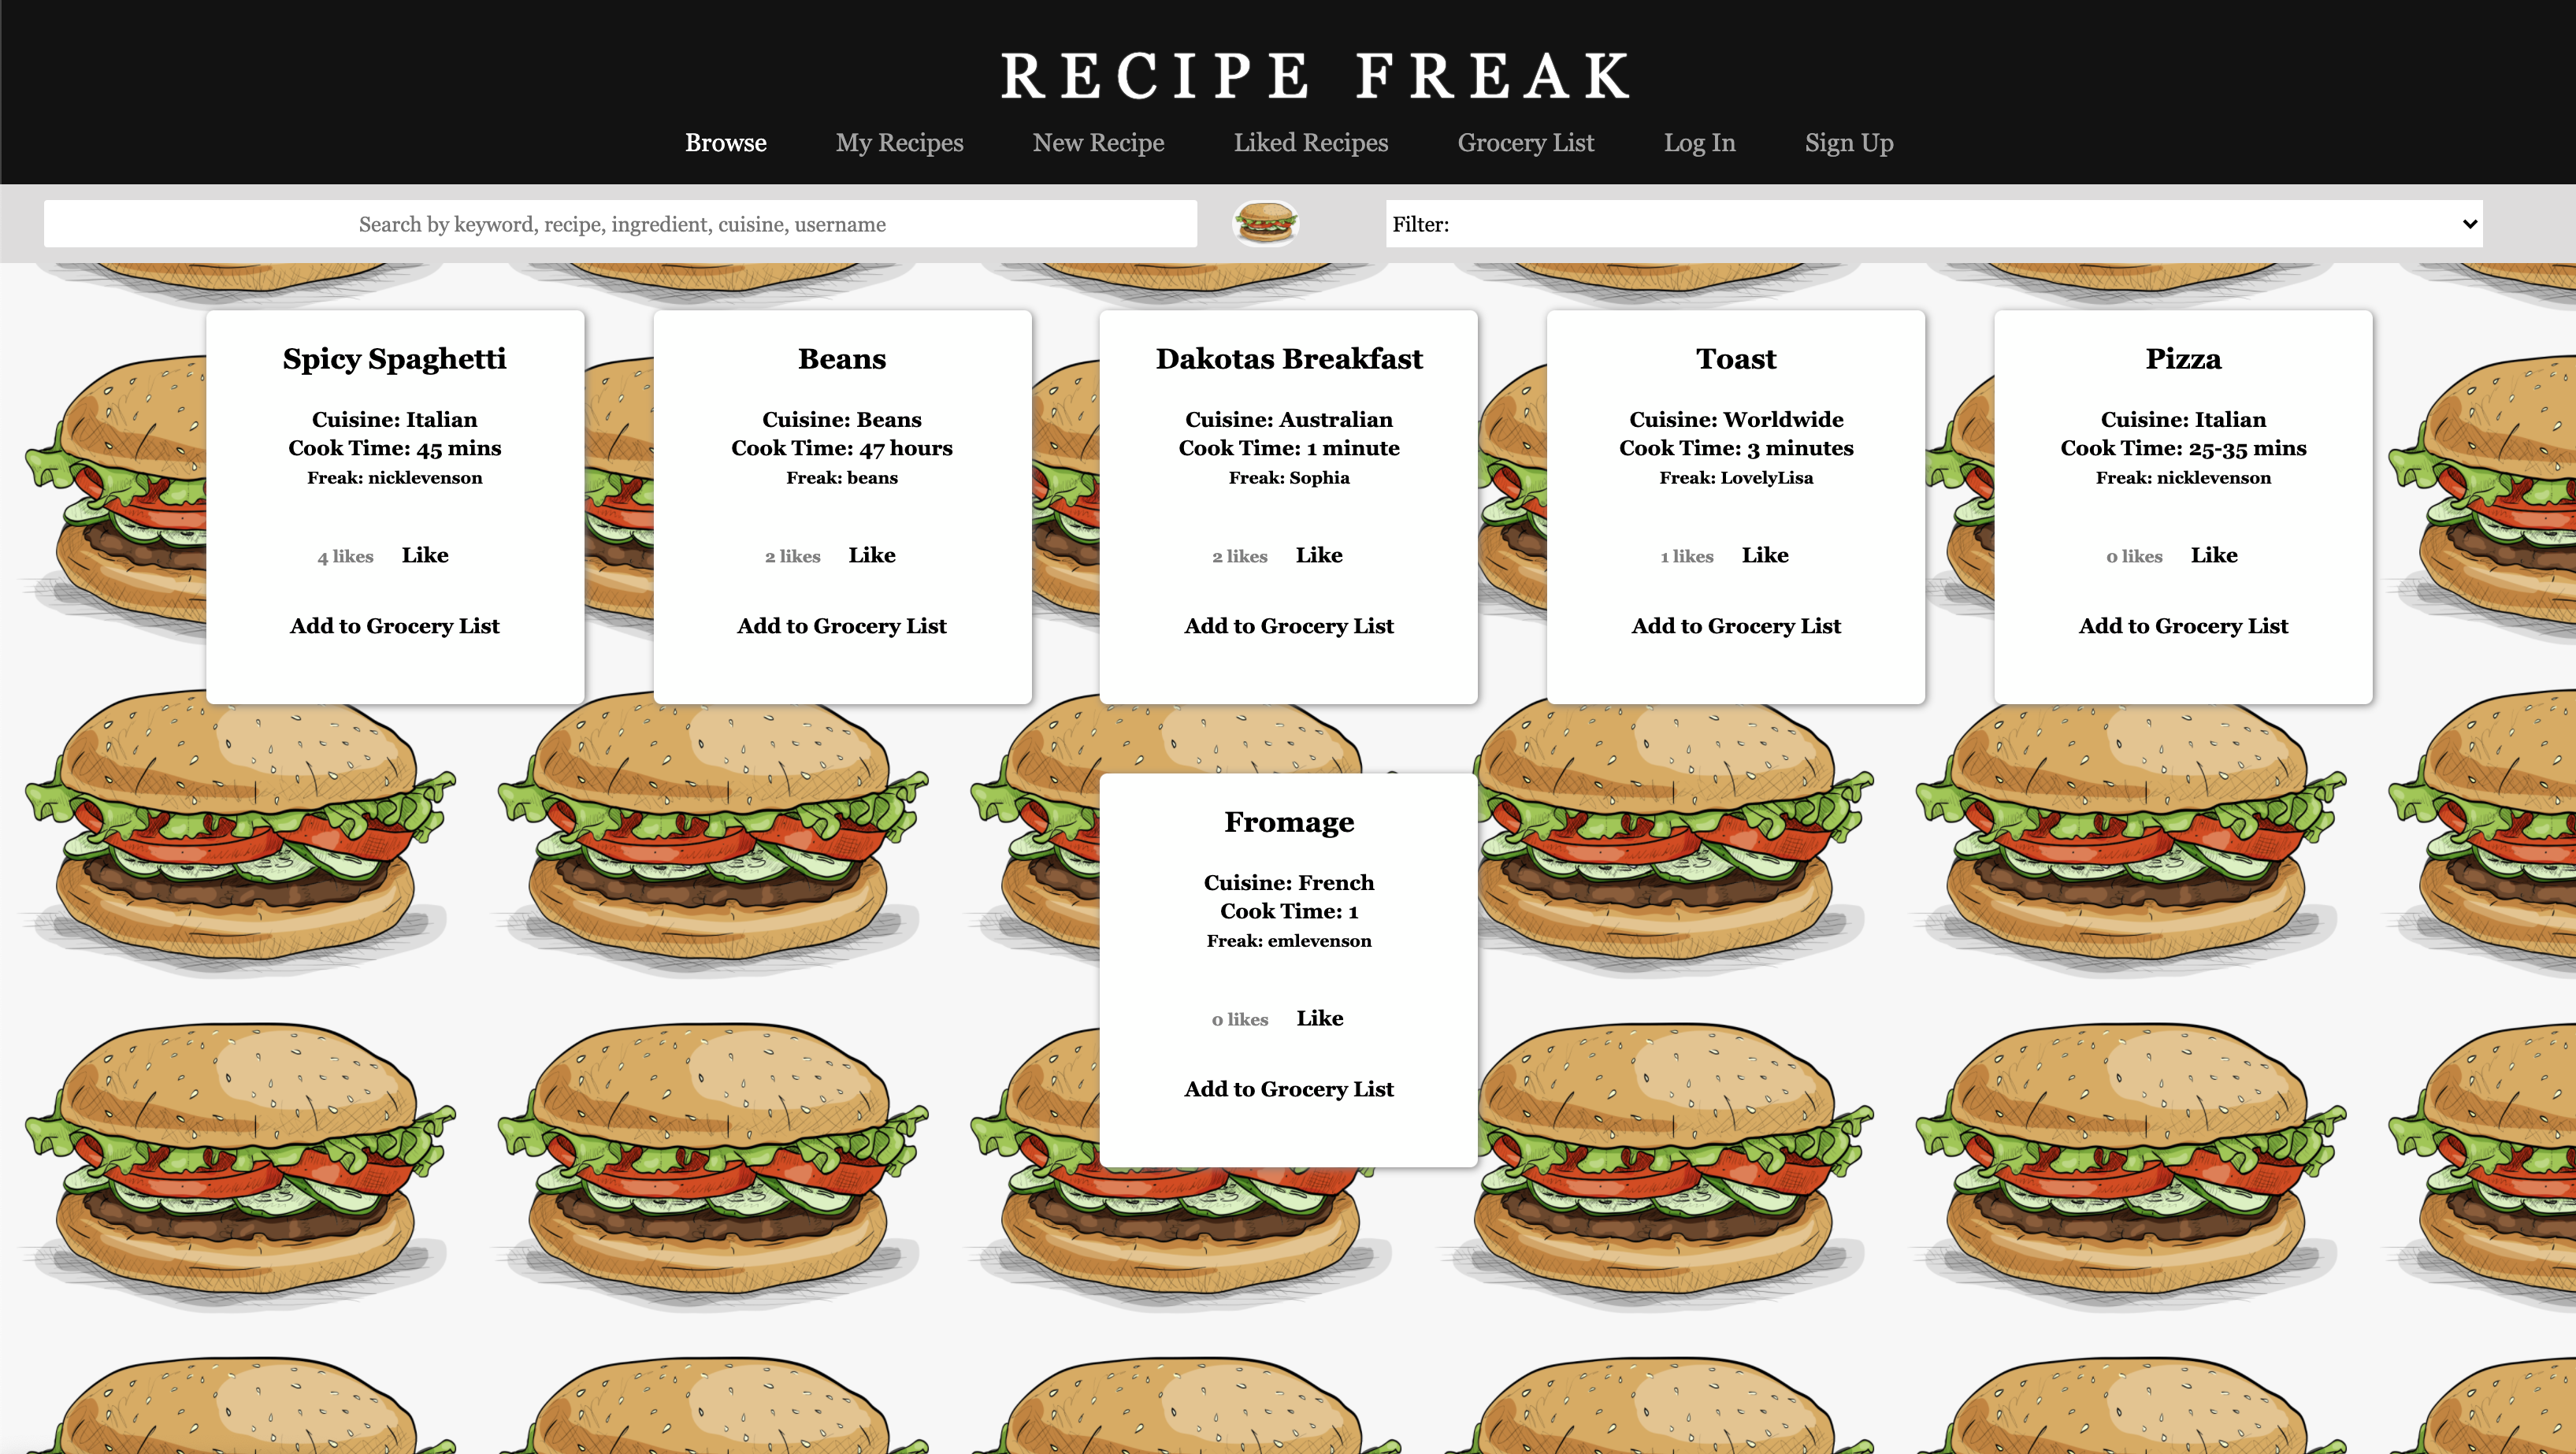 RECIPE FREAK
Browse My Recipes New Recipe Liked Recipes Grocery List Log In Sign Up
Search by keyword, recipe, ingredient, cuisine, username
Filter:
Spicy Spaghetti
Cuisine: Italian
Cook Time: 45 mins
Freak: nicklevenson
4 likes Like
Add to Grocery List
Beans
Cuisine: Beans
Cook Time: 47 hours
Freak: beans
2 likes Like
Add to Grocery List
Dakotas Breakfast
Cuisine: Australian
Cook Time: 1 minute
Freak: Sophia
2 likes Like
Add to Grocery List
Toast
Cuisine: Worldwide
Cook Time: 3 minutes
Freak: LovelyLisa
1 likes Like
Add to Grocery List
Pizza
Cuisine: Italian
Cook Time: 25-35 mins
Freak: nicklevenson
0 likes Like
Add to Grocery List
Fromage
Cuisine: French
Cook Time: 1
Freak: emlevenson
0 likes Like
Add to Grocery List